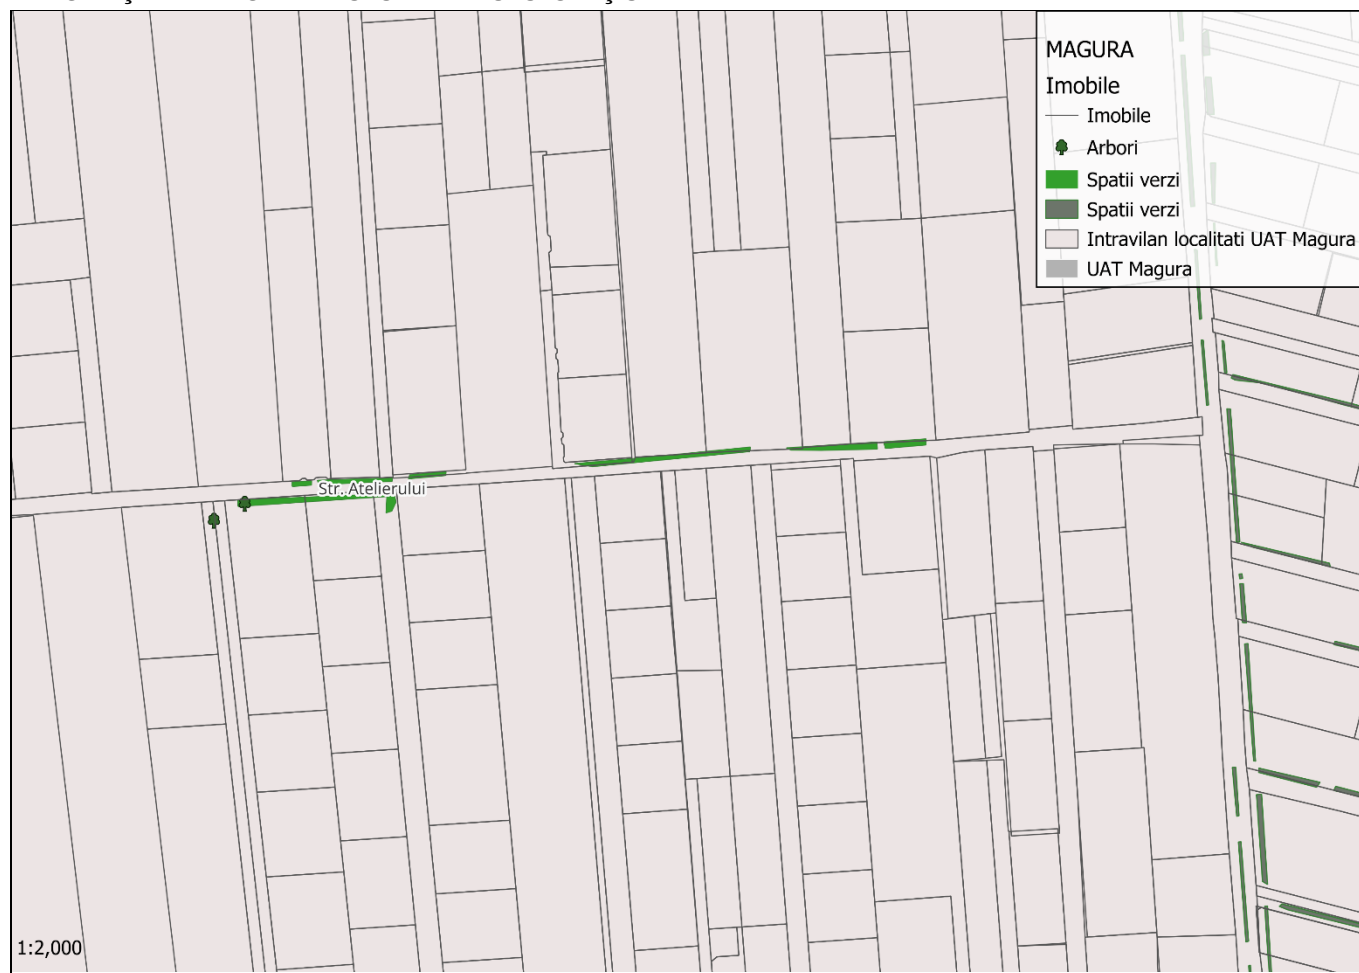 MAGURA
Imobile
Imobile
Arbori
Spatii verzi
Spatii verzi
Intravilan localitati UAT Magura
UAT Magura
Str. Atelierului
1:2,000